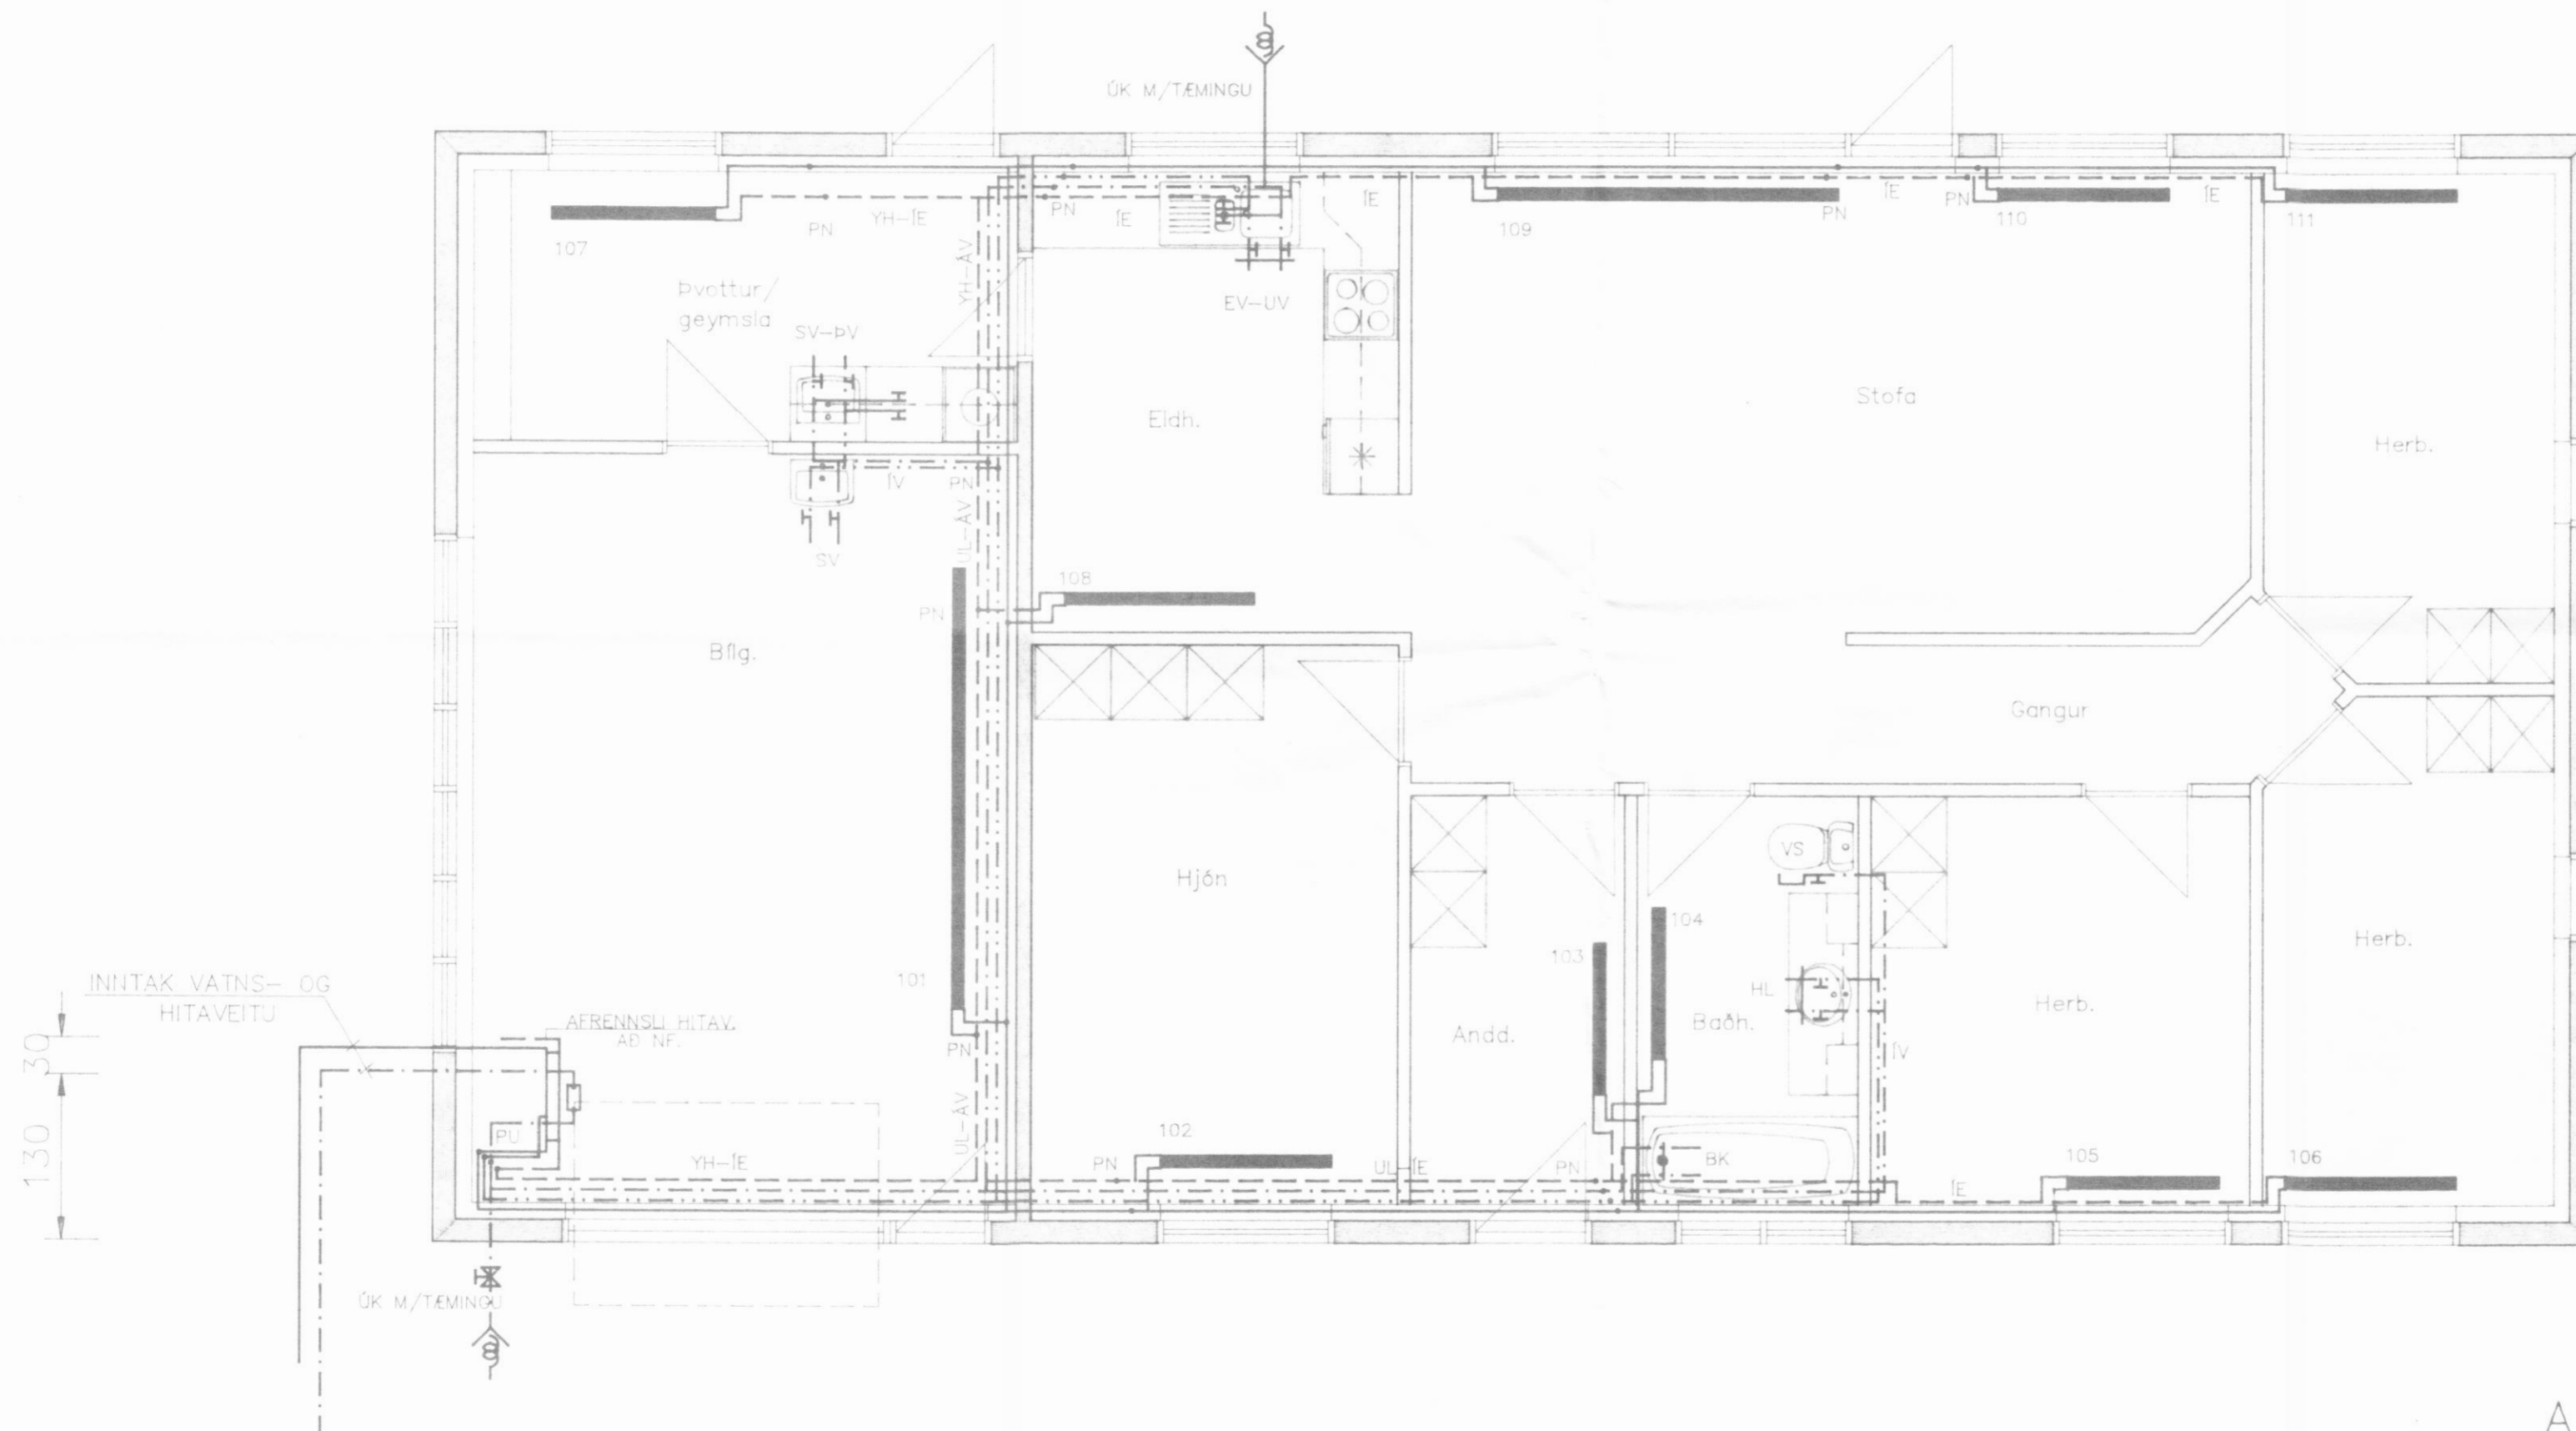 ÚK M/TÆMINGU
107
PN
YH-ÍE
YH-ÁV
PN
ÍE
ÍE
109
PN
ÍE
PN
110
ÍE
111
Þvottur/
geymsla
SV-ÞV
EV-UV
Eldh.
Stofa
Herb.
ÍV
PN
UL-ÁV
SV
108
PN
Bílg.
Gangur
VS
Hjón
104
103
101
HL
Herb.
Herb.
Baðh.
Andd.
ÍV
INNTAK VATNS- OG
HITAVEITU
AFRENNSLI HITAV.
AÐ NF.
PN
30
130
PU
YH-ÍE
UL-ÁV
102
PN
UL-ÍE
PN
BK
105
106
ÍE
ÚK M/TÆMINGU
A